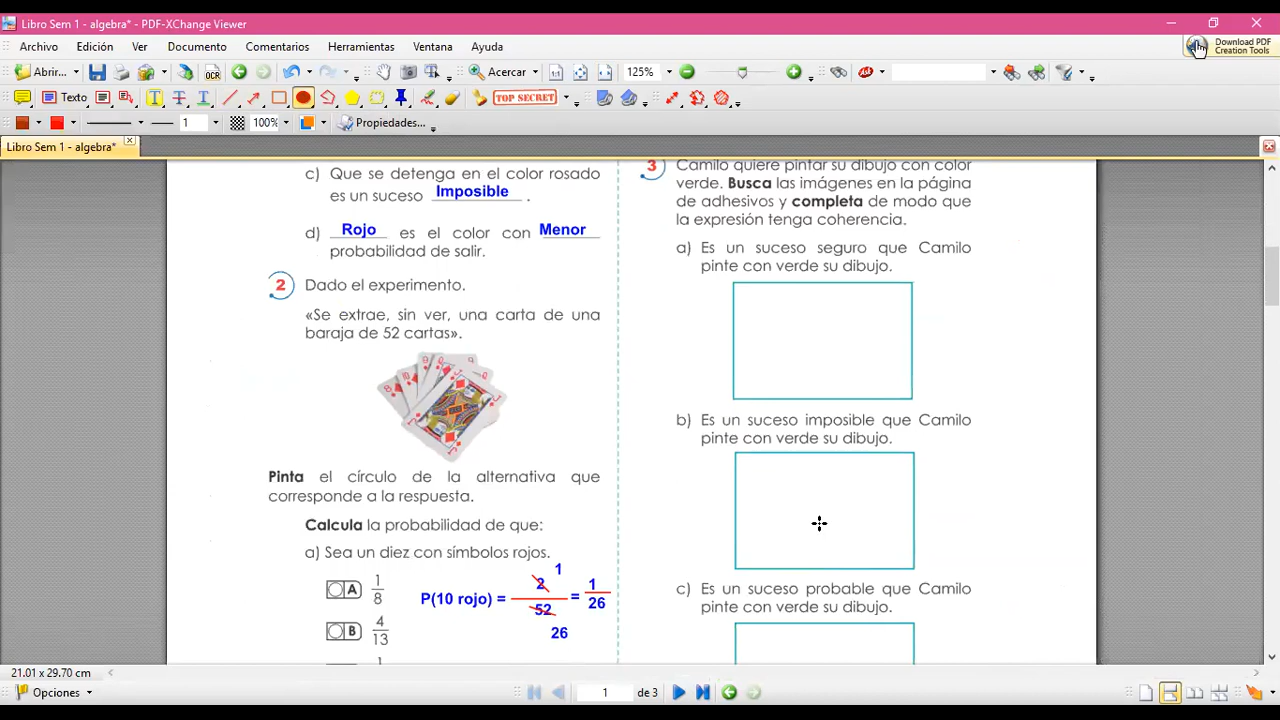 Libro Sem 1 - algebra* - PDF-XChange Viewer
Archivo Edición Ver Documento Comentarios Herramientas Ventana Ayuda
Download PDF
Creation Tools
Abrir... OCR Acercar 1:1 125%
Texto TOP SECRET
1 100% Propiedades...
Libro Sem 1 - algebra*
c) Que se detenga en el color rosado
es un suceso Imposible .
d) Rojo es el color con Menor
probabilidad de salir.
2 Dado el experimento.
«Se extrae, sin ver, una carta de una
baraja de 52 cartas».
Pinta el círculo de la alternativa que
corresponde a la respuesta.
Calcula la probabilidad de que:
a) Sea un diez con símbolos rojos.
A 1/8
P(10 rojo) = 2/52 = 1/26
1
26
B 4/13
1
3 Camilo quiere pintar su dibujo con color
verde. Busca las imágenes en la página
de adhesivos y completa de modo que
la expresión tenga coherencia.
a) Es un suceso seguro que Camilo
pinte con verde su dibujo.
b) Es un suceso imposible que Camilo
pinte con verde su dibujo.
c) Es un suceso probable que Camilo
pinte con verde su dibujo.
21.01 x 29.70 cm
Opciones 1 de 3